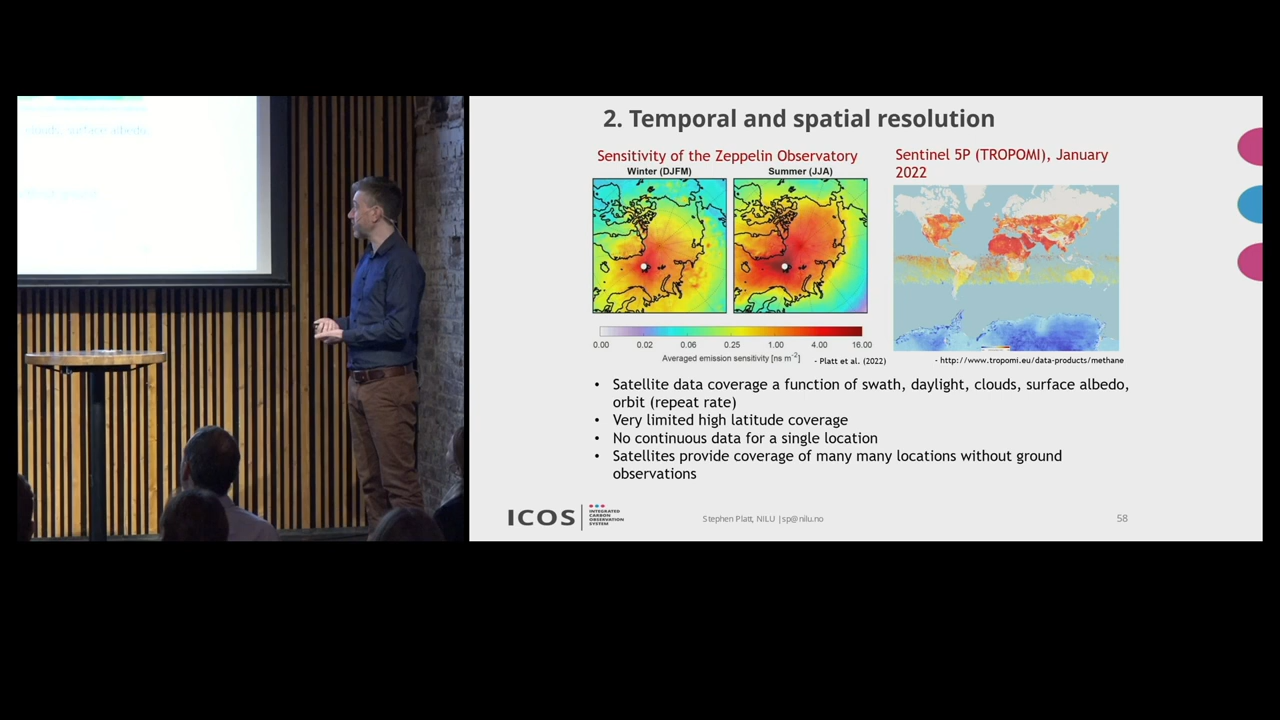 clouds, surface albedo,
2. Temporal and spatial resolution
Sensitivity of the Zeppelin Observatory
Winter (DJFM)
Summer (JJA)
0.00 0.02 0.06 0.25 1.00 4.00 16.00
Averaged emission sensitivity [ns m⁻²]
- Platt et al. (2022)
Sentinel 5P (TROPOMI), January
2022
- http://www.tropomi.eu/data-products/methane
• Satellite data coverage a function of swath, daylight, clouds, surface albedo,
orbit (repeat rate)
• Very limited high latitude coverage
• No continuous data for a single location
• Satellites provide coverage of many many locations without ground
observations
ICOS
INTEGRATED
CARBON
OBSERVATION
SYSTEM
Stephen Platt, NILU |sp@nilu.no
58